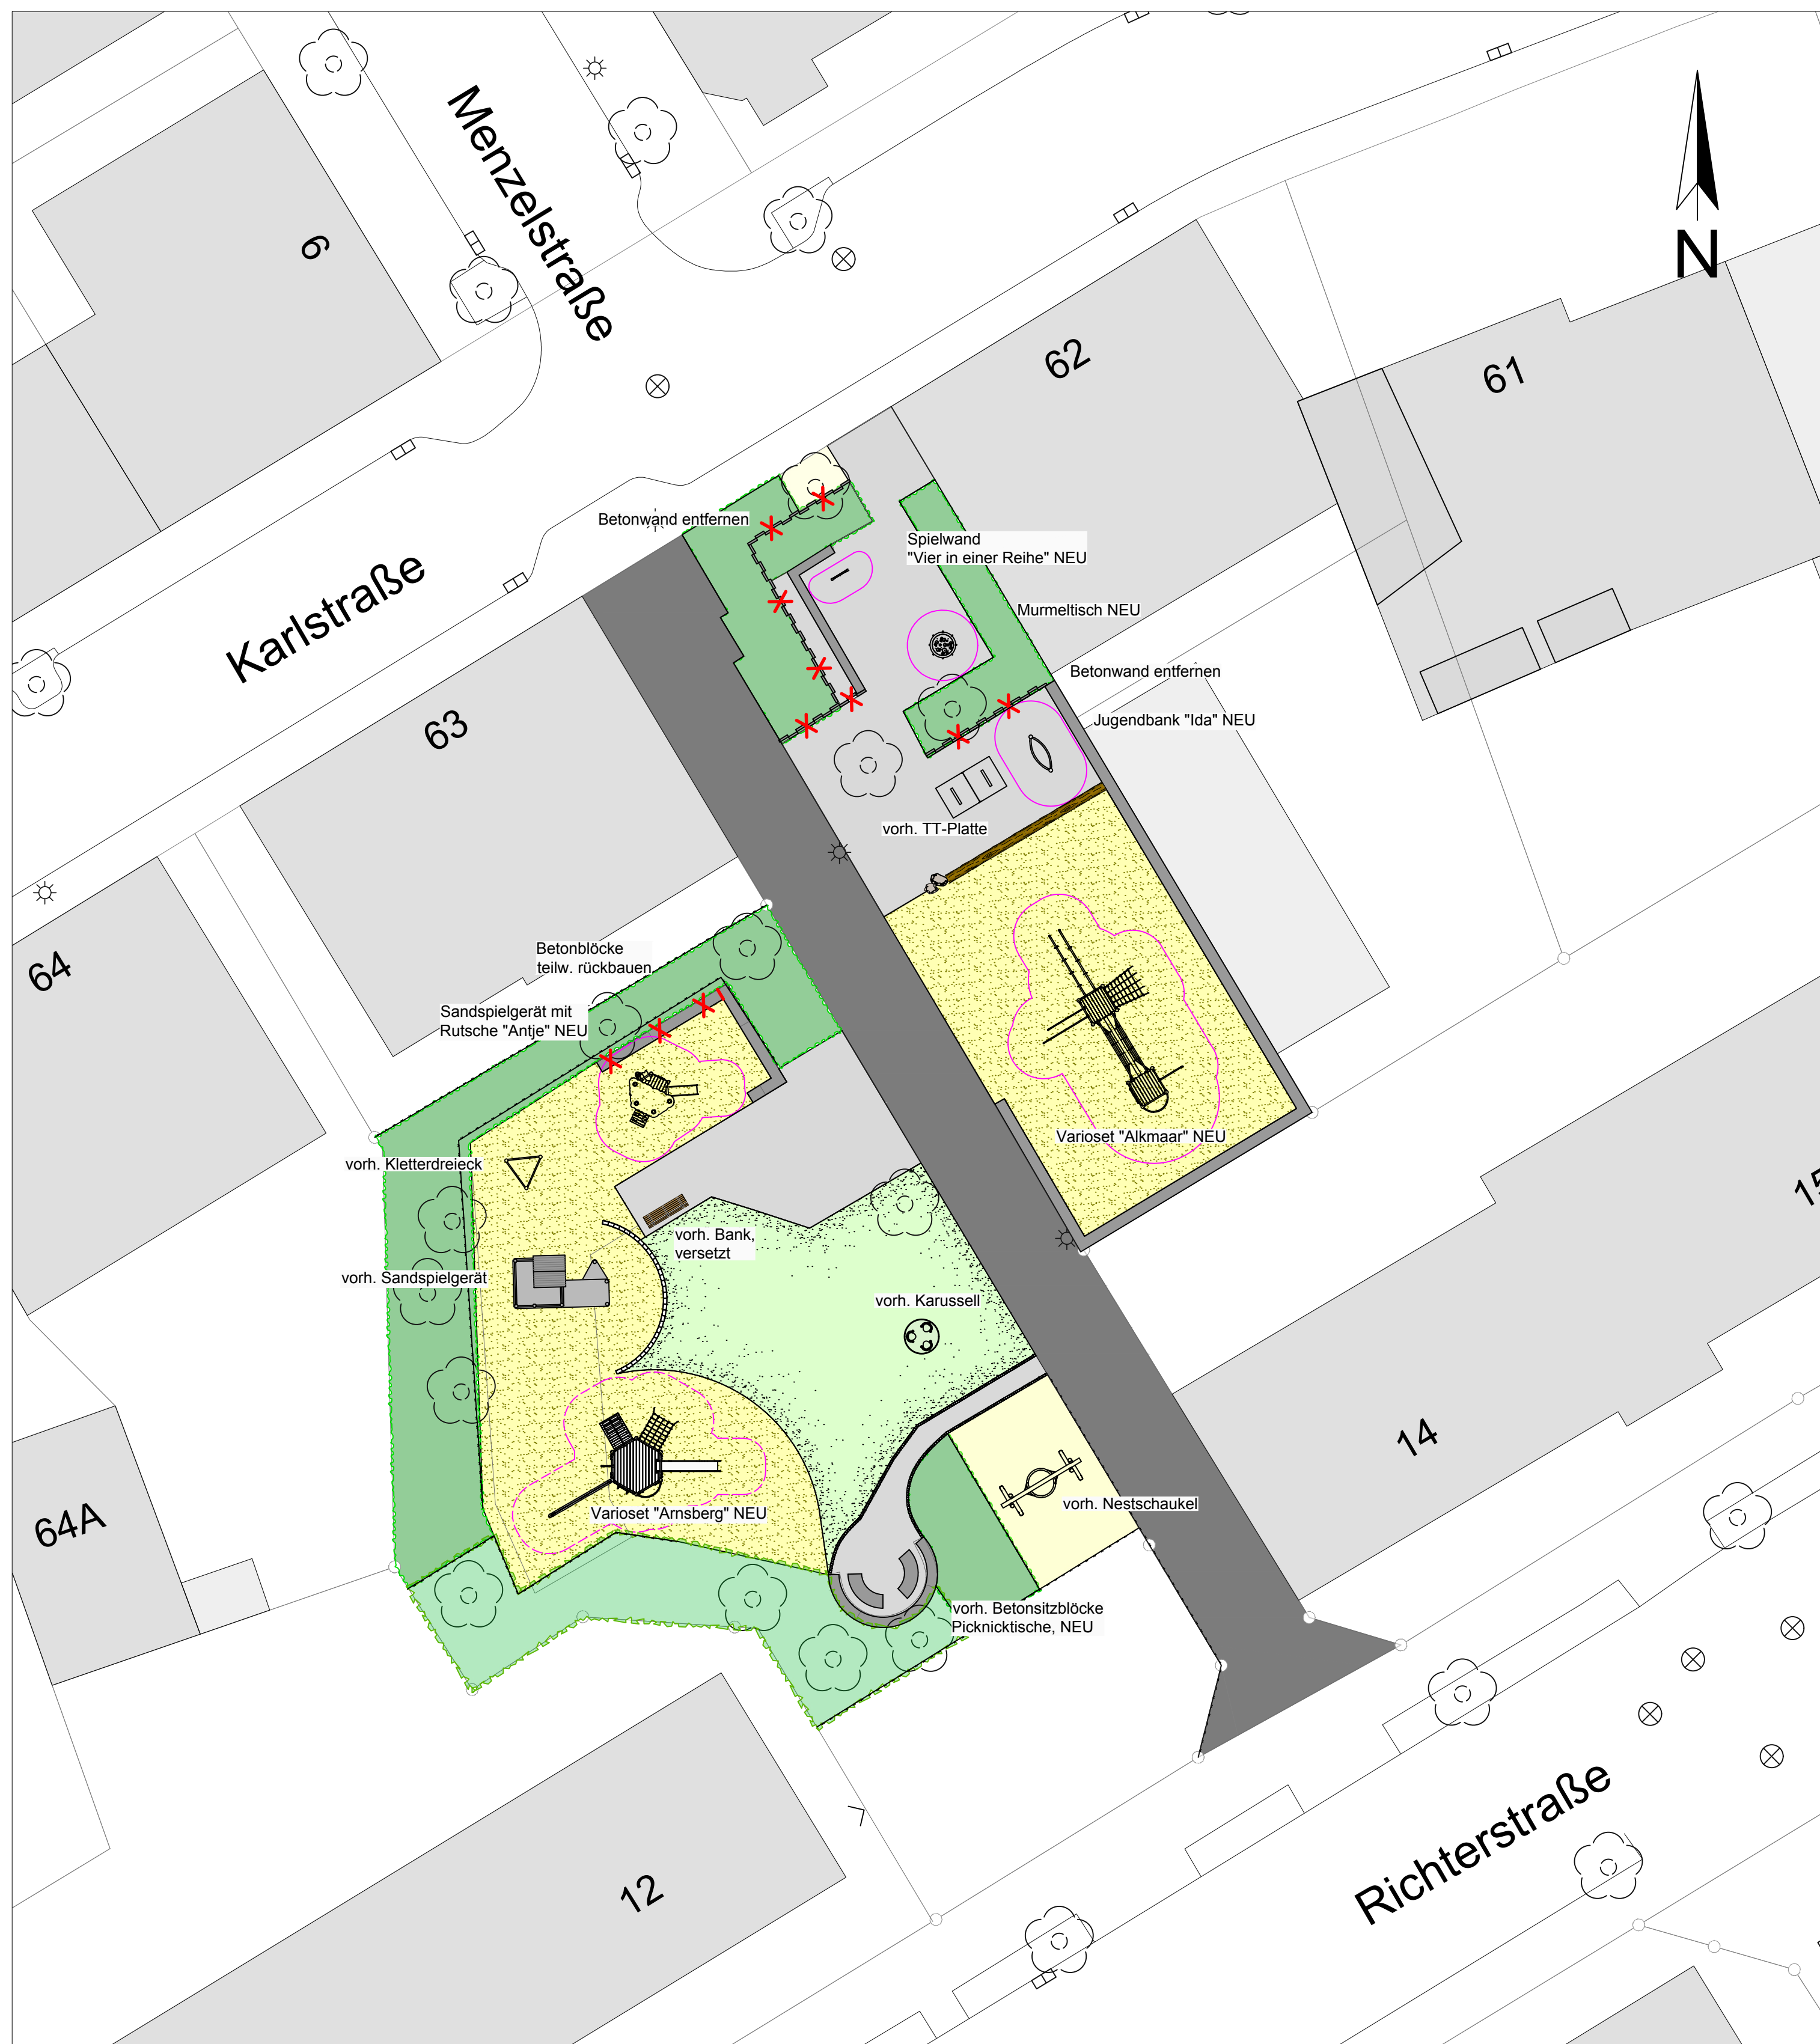 Menzelstraße
6
N
62
61
Betonwand entfernen
Spielwand
"Vier in einer Reihe" NEU
Karlstraße
Murmeltisch NEU
Betonwand entfernen
Jugendbank "Ida" NEU
63
vorh. TT-Platte
64
Betonblöcke
teilw. rückbauen
Sandspielgerät mit
Rutsche "Antje" NEU
Varioset "Alkmaar" NEU
vorh. Kletterdreieck
15
vorh. Bank,
versetzt
vorh. Sandspielgerät
vorh. Karussell
14
vorh. Nestschaukel
Varioset "Arnsberg" NEU
64A
vorh. Betonsitzblöcke
Picknicktische, NEU
Richterstraße
12